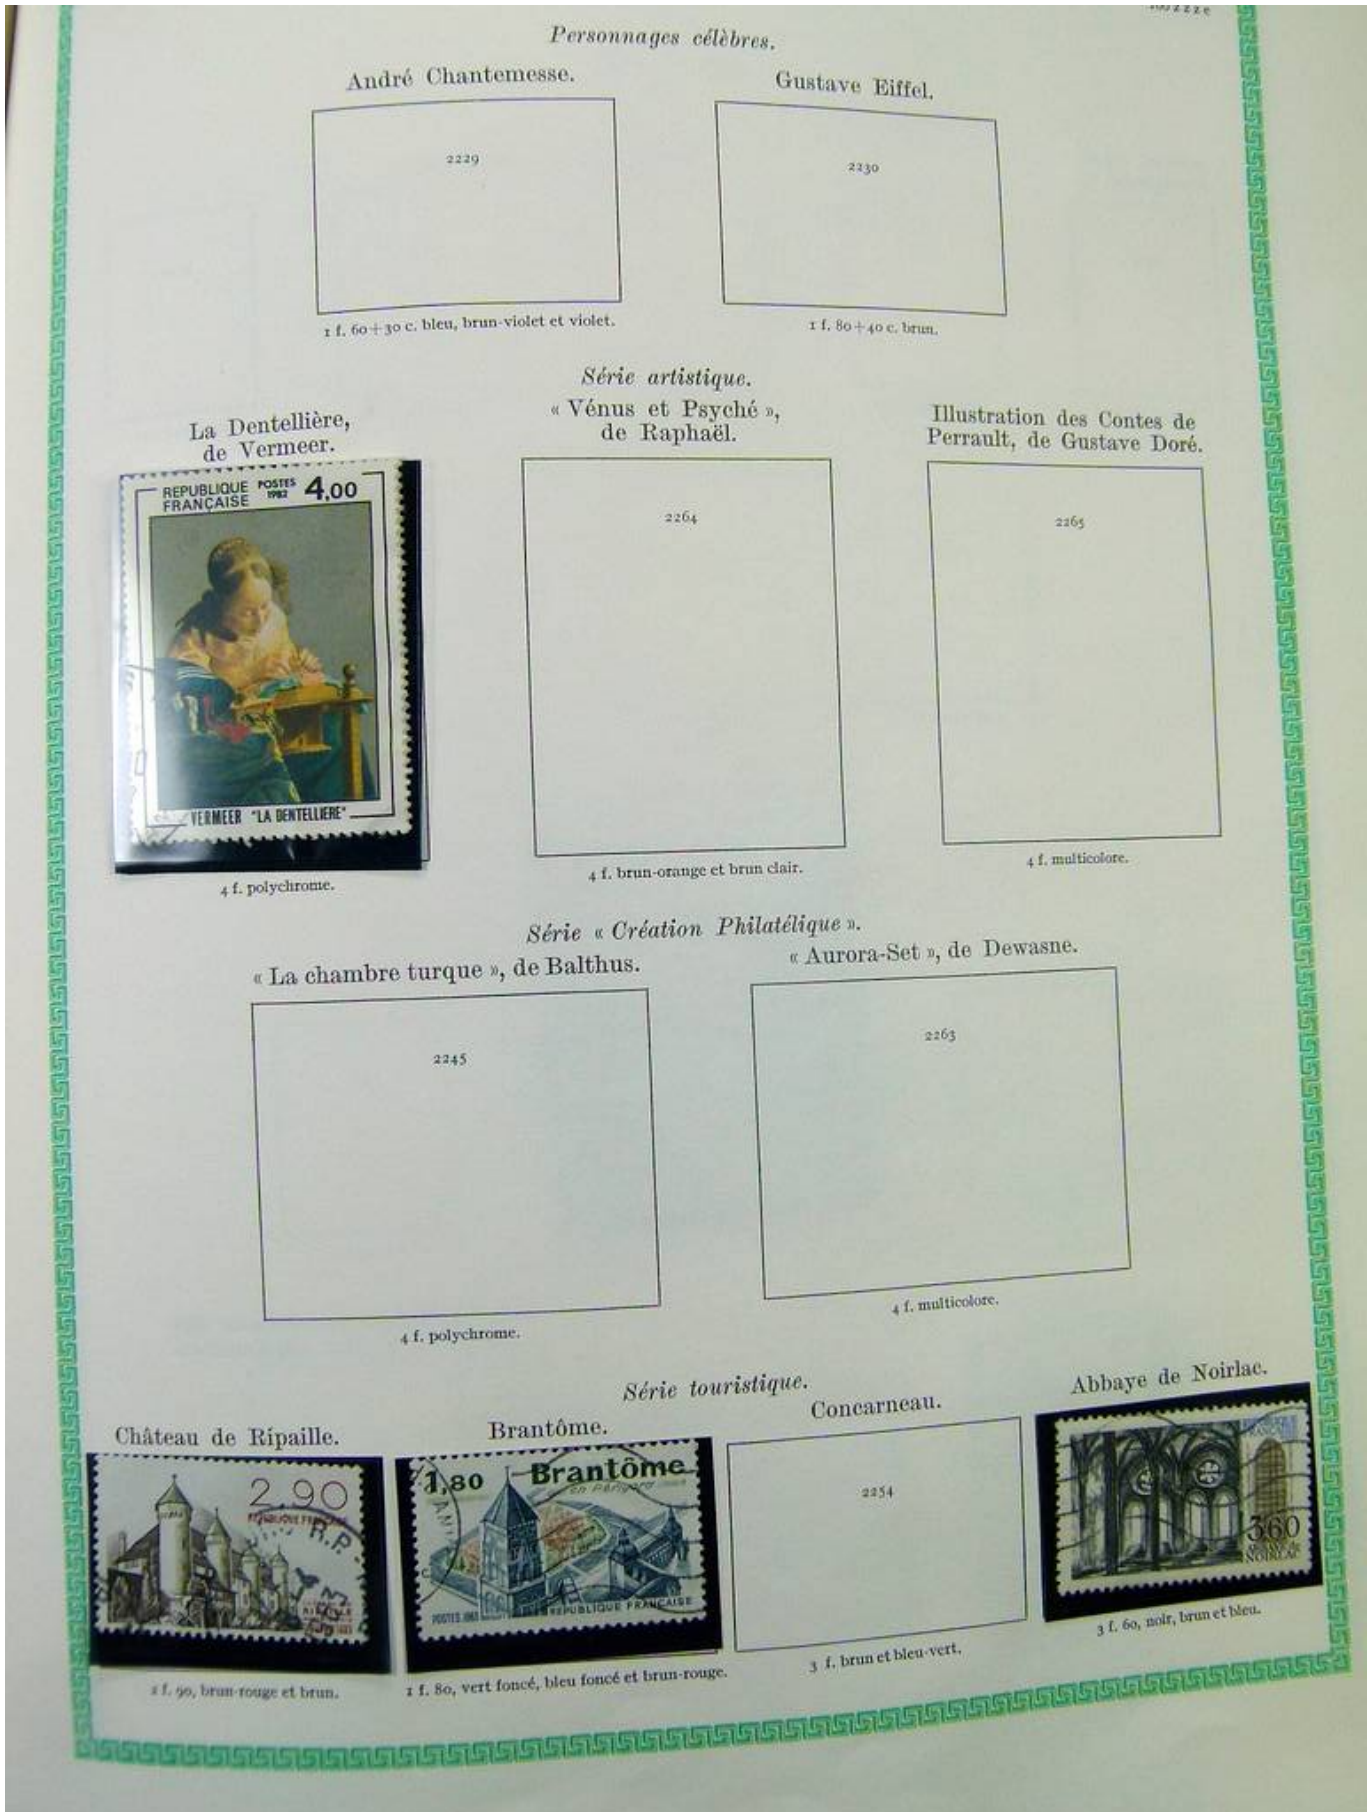 Personnages célèbres.
André Chantemesse.
Gustave Eiffel.
2229
2230
1 f. 60+30 c. bleu, brun-violet et violet.
1 f. 80+40 c. brun.
Série artistique.
La Dentellière,
de Vermeer.
« Vénus et Psyché »,
de Raphaël.
Illustration des Contes de
Perrault, de Gustave Doré.
REPUBLIQUE POSTES 4,00
FRANÇAISE 1982
VERMEER "LA DENTELLIERE"
2264
2265
4 f. polychrome.
4 f. brun-orange et brun clair.
4 f. multicolore.
Série « Création Philatélique ».
« La chambre turque », de Balthus.
« Aurora-Set », de Dewasne.
2245
2263
4 f. polychrome.
4 f. multicolore.
Série touristique.
Château de Ripaille.
Brantôme.
Concarneau.
Abbaye de Noirlac.
2,90
REPUBLIQUE FRANÇAISE
R.P.
1,80 Brantôme
en Périgord
POSTES 1983
REPUBLIQUE FRANÇAISE
2254
3,60
NOIRLAC
2 f. 90, brun-rouge et brun.
1 f. 80, vert foncé, bleu foncé et brun-rouge.
3 f. brun et bleu-vert.
3 f. 60, noir, brun et bleu.